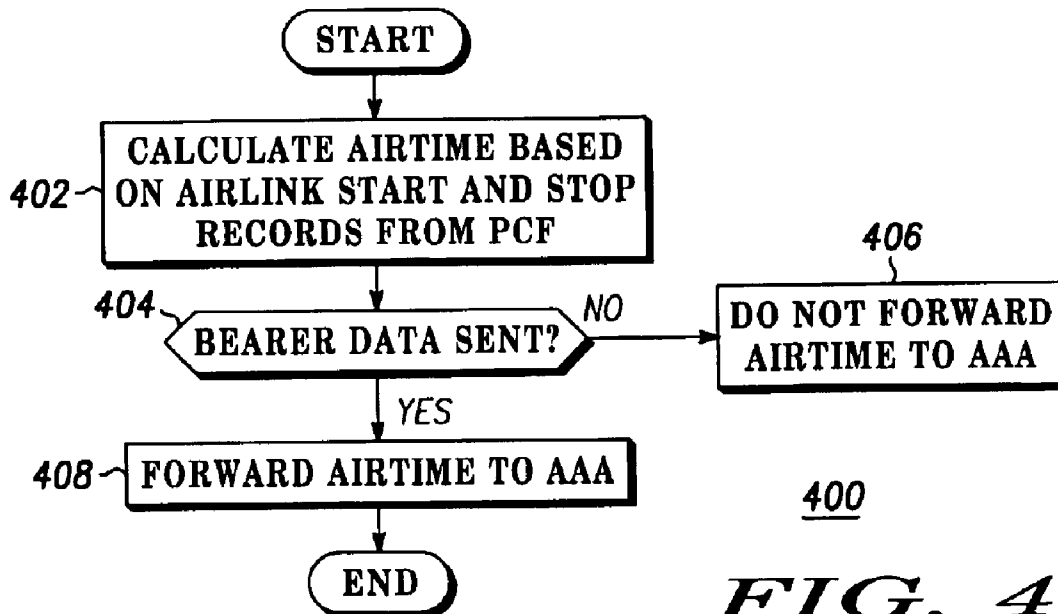 START
402
CALCULATE AIRTIME BASED
ON AIRLINK START AND STOP
RECORDS FROM PCF
404
BEARER DATA SENT?
NO
406
DO NOT FORWARD
AIRTIME TO AAA
YES
408
FORWARD AIRTIME TO AAA
END
400
FIG. 4